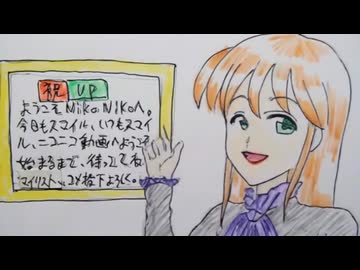 祝 UP
ようこそMikoNikoへ。
今日もスマイル、いつもスマイ
ル、ニコニコ動画へようこそ
始まるまで、待ってて ね
マイリスト、コメ 下 よろしく。